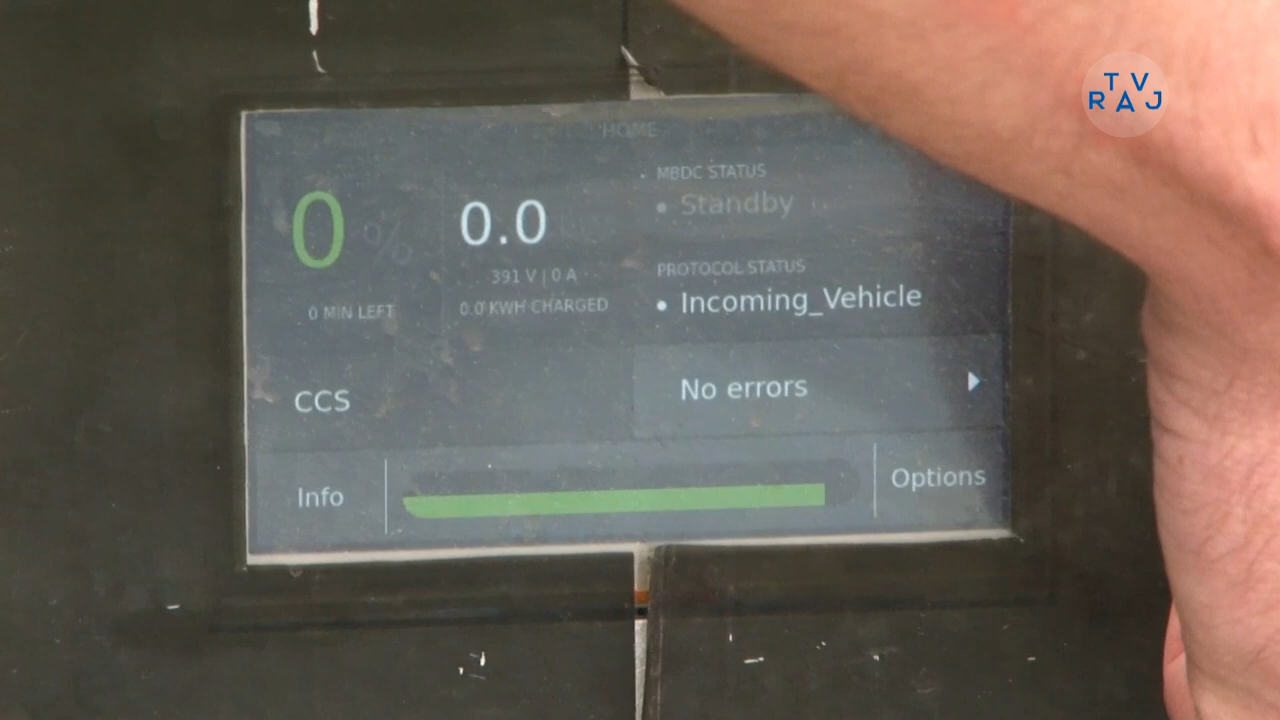 HOME
0 %
0 MIN LEFT
0.0
391 V | 0 A
0.0 KWH CHARGED
MBDC STATUS
• Standby
PROTOCOL STATUS
• Incoming_Vehicle
CCS
No errors
Info
Options
TV
RAJ